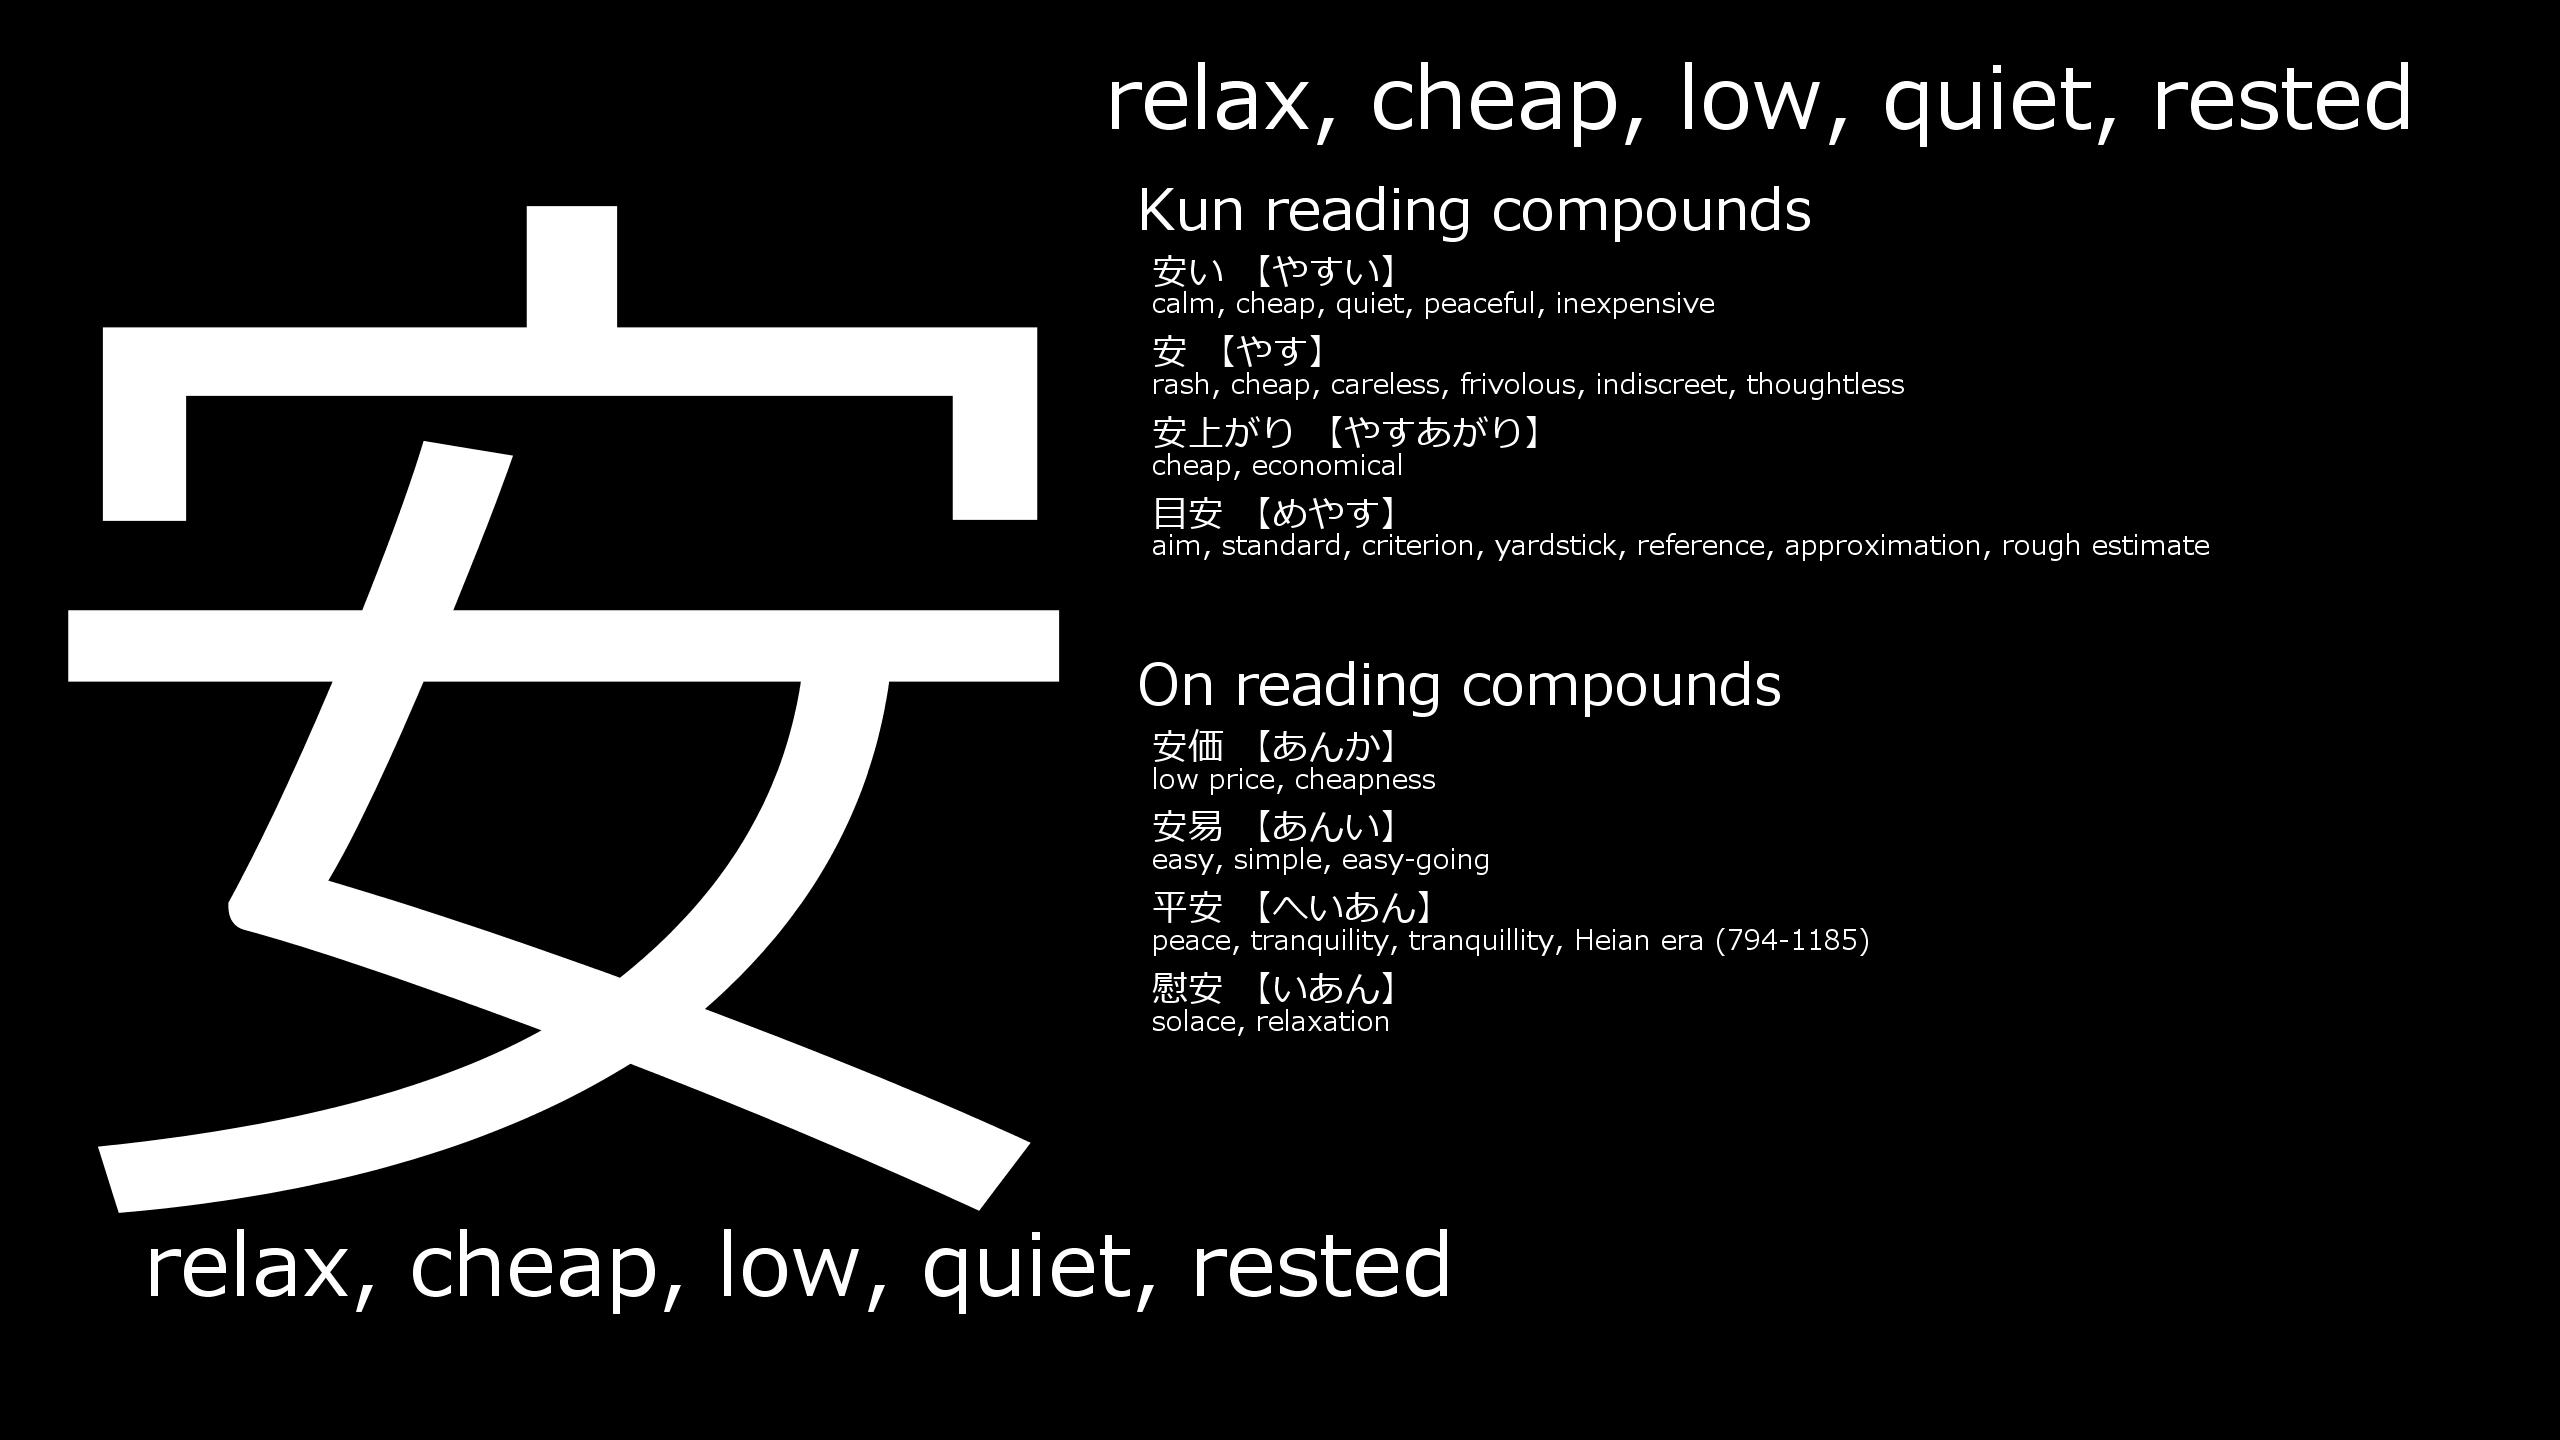 安
relax, cheap, low, quiet, rested
Kun reading compounds
安い 【やすい】
calm, cheap, quiet, peaceful, inexpensive
安 【やす】
rash, cheap, careless, frivolous, indiscreet, thoughtless
安上がり 【やすあがり】
cheap, economical
目安 【めやす】
aim, standard, criterion, yardstick, reference, approximation, rough estimate
On reading compounds
安価 【あんか】
low price, cheapness
安易 【あんい】
easy, simple, easy-going
平安 【へいあん】
peace, tranquility, tranquillity, Heian era (794-1185)
慰安 【いあん】
solace, relaxation
relax, cheap, low, quiet, rested